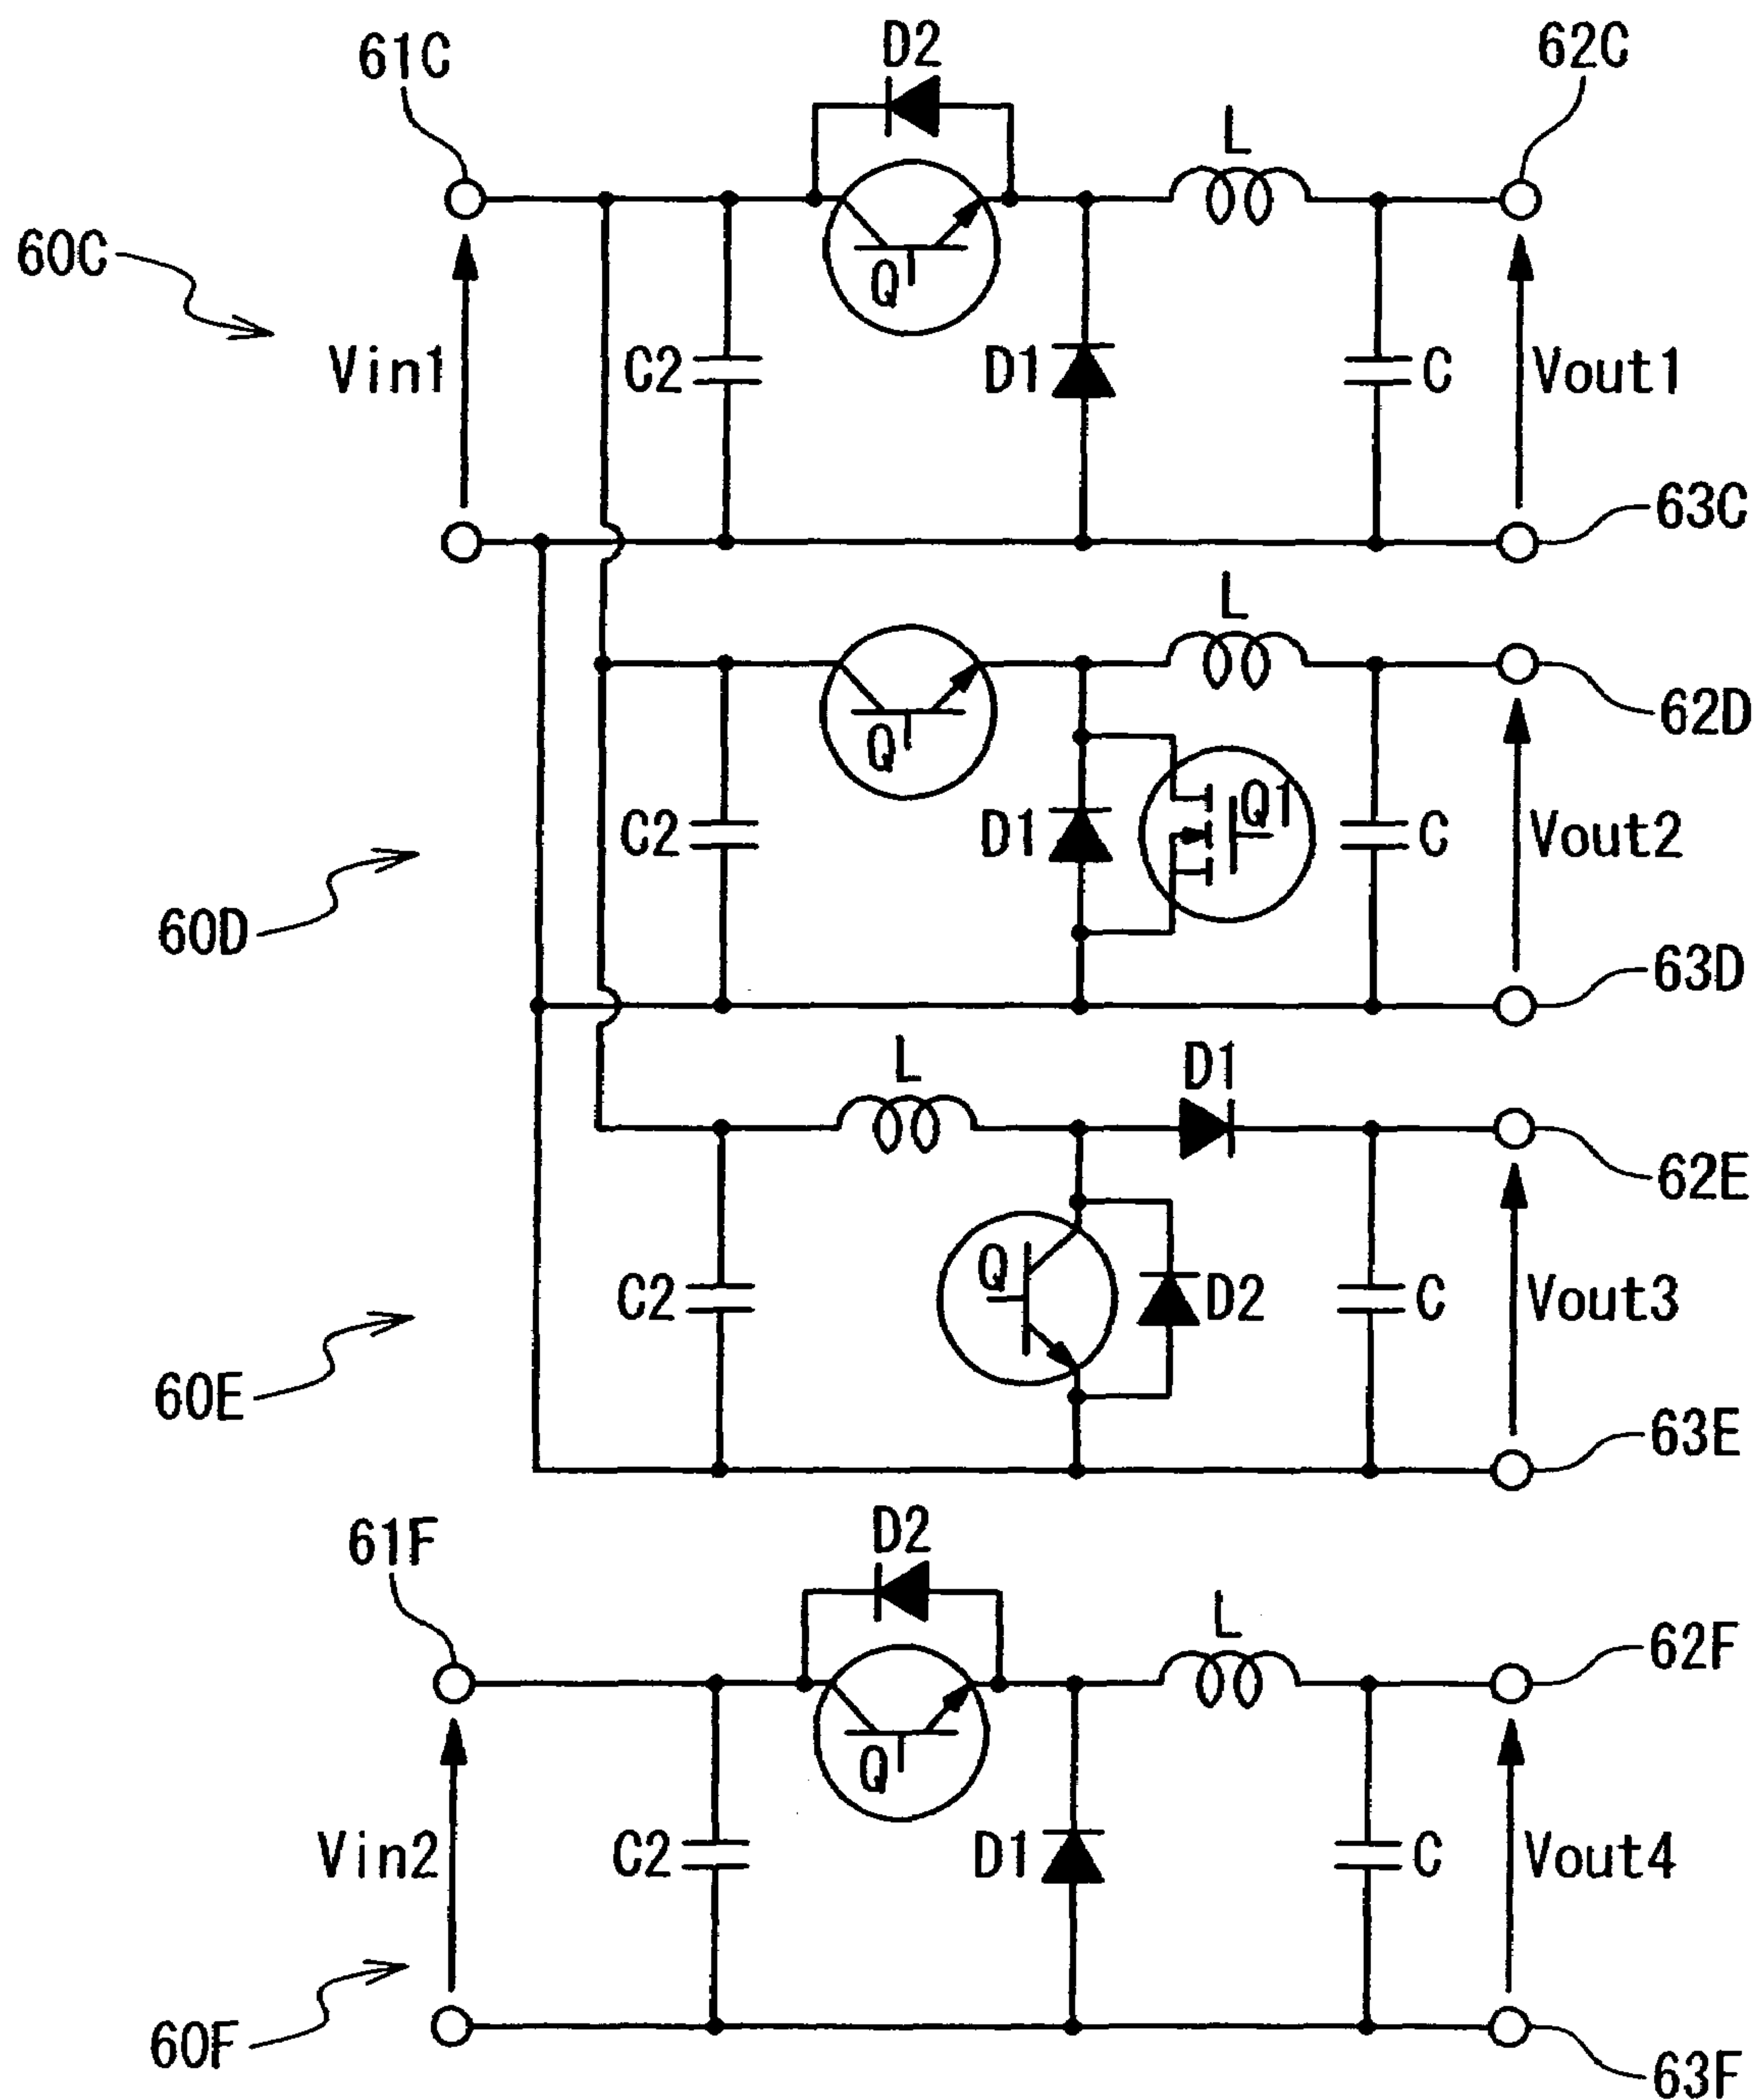 61C
D2
62C
L
60C
Q
Vin1
C2
D1
C
Vout1
63C
L
62D
Q
Q1
C2
D1
C
Vout2
60D
63D
L
D1
62E
Q
C2
D2
C
Vout3
60E
63E
61F
D2
L
62F
Q
Vin2
C2
D1
C
Vout4
60F
63F